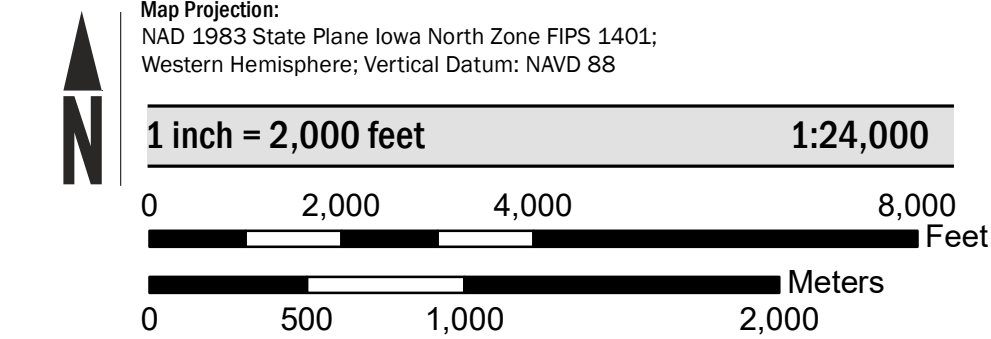 Map Projection:
NAD 1983 State Plane Iowa North Zone FIPS 1401;
Western Hemisphere; Vertical Datum: NAVD 88
N
1 inch = 2,000 feet 1:24,000
0 2,000 4,000 8,000
Feet
Meters
0 500 1,000 2,000